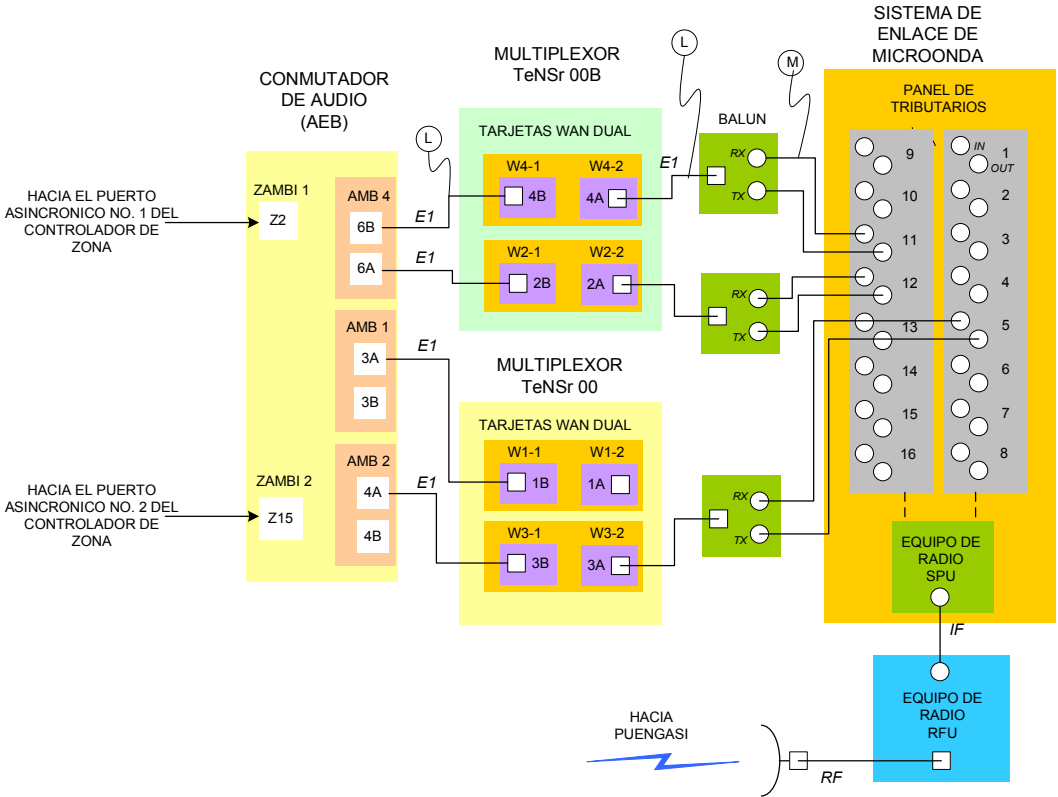 SISTEMA DE
ENLACE DE
MICROONDA
MULTIPLEXOR
TeNSr 00B
CONMUTADOR
DE AUDIO
(AEB)
L
L
M
PANEL DE
TRIBUTARIOS
TARJETAS WAN DUAL
BALUN
HACIA EL PUERTO
ASINCRONICO NO. 1 DEL
CONTROLADOR DE
ZONA
ZAMBI 1
Z2
AMB 4
6B
6A
E1
E1
W4-1
4B
W4-2
4A
E1
W2-1
2B
W2-2
2A
RX
TX
RX
TX
9
10
11
12
13
14
15
16
IN
1
OUT
2
3
4
5
6
7
8
AMB 1
3A
3B
E1
MULTIPLEXOR
TeNSr 00
TARJETAS WAN DUAL
W1-1
1B
W1-2
1A
HACIA EL PUERTO
ASINCRONICO NO. 2 DEL
CONTROLADOR DE
ZONA
ZAMBI 2
Z15
AMB 2
4A
4B
E1
W3-1
3B
W3-2
3A
RX
TX
EQUIPO DE
RADIO
SPU
IF
EQUIPO DE
RADIO
RFU
HACIA
PUENGASI
RF